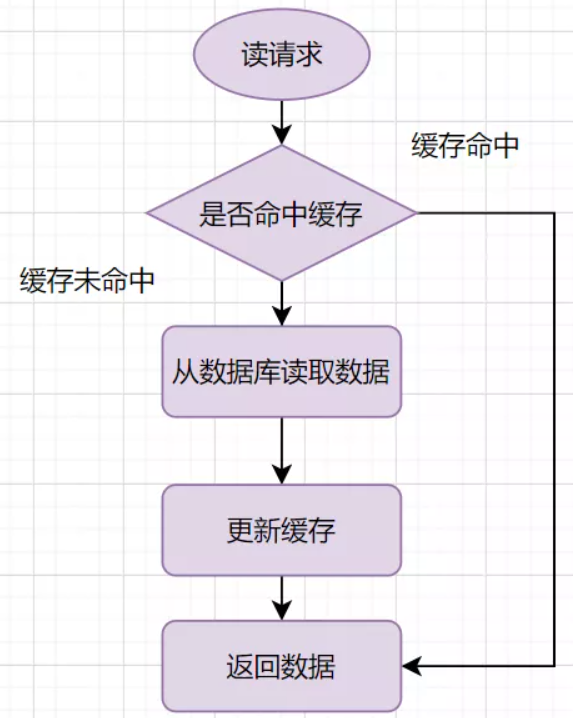 读请求
缓存命中
是否命中缓存
缓存未命中
从数据库读取数据
更新缓存
返回数据